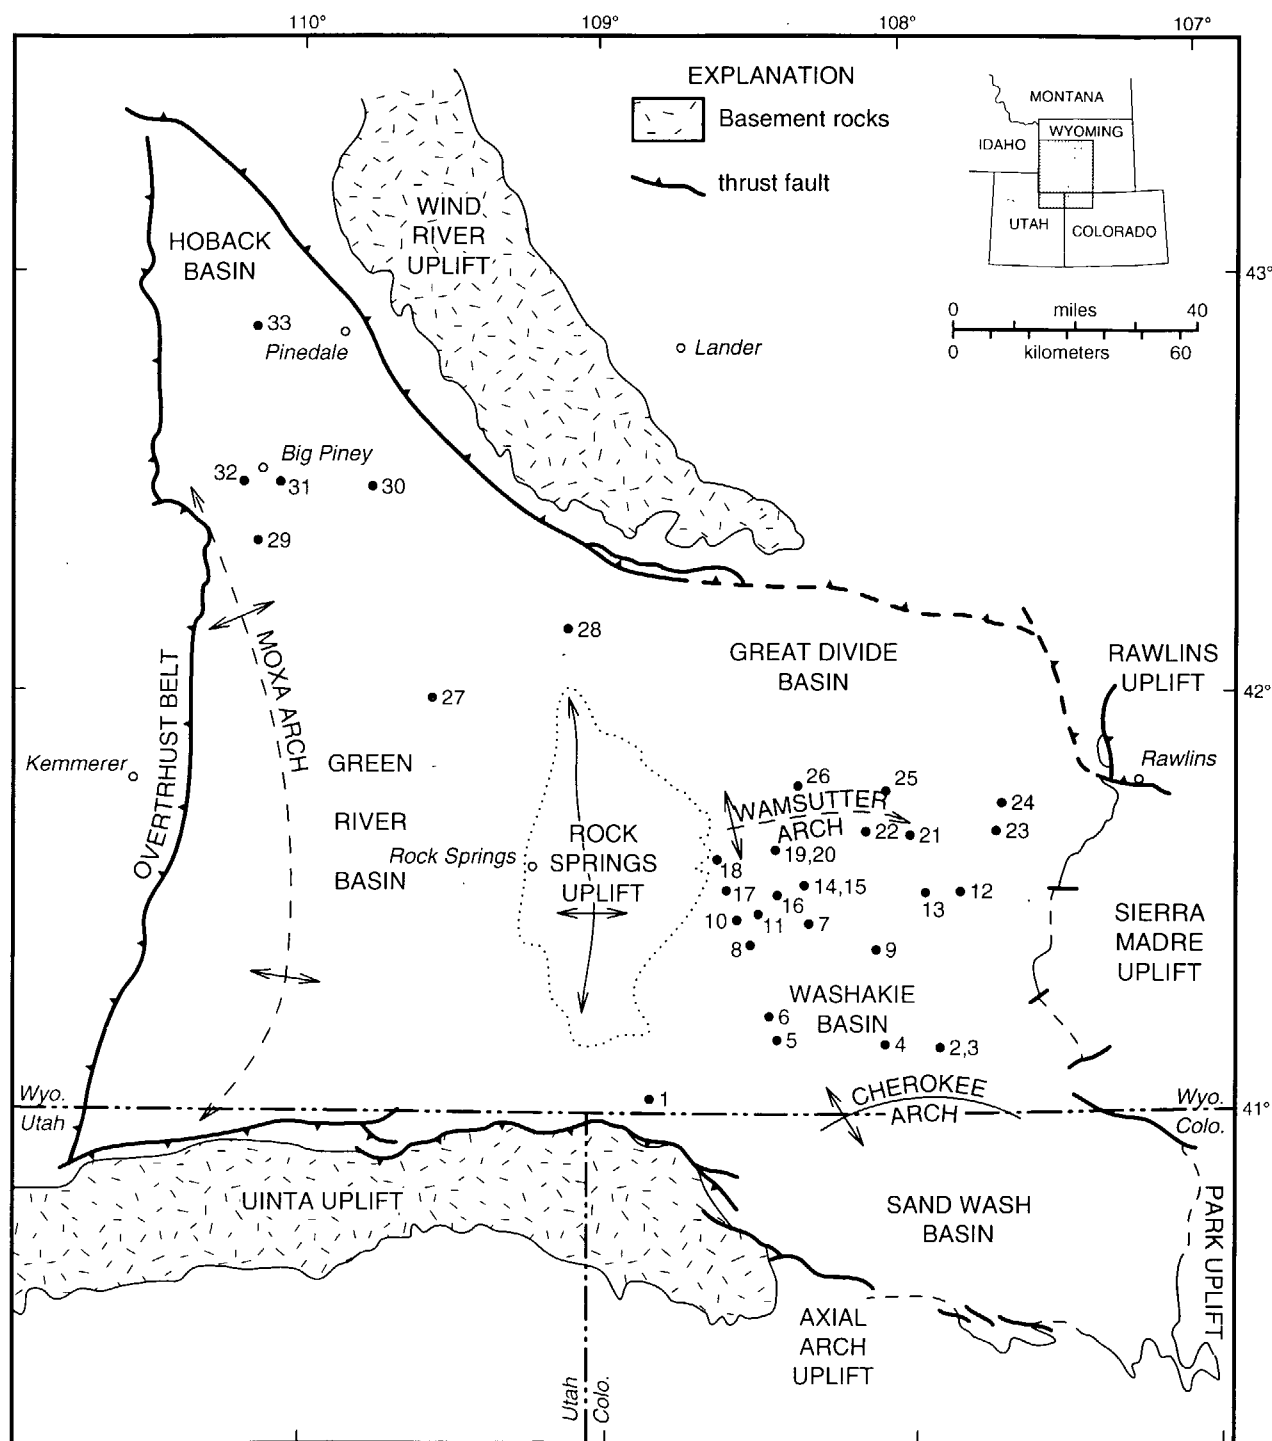 110°
109°
108°
107°
EXPLANATION
Basement rocks
thrust fault
MONTANA
WYOMING
IDAHO
UTAH
COLORADO
0
miles
40
0
kilometers
60
43°
42°
41°
WIND
RIVER
UPLIFT
HOBACK
BASIN
33
Pinedale
Lander
Big Piney
32
31
30
29
28
27
MOXA ARCH
OVERTRHUST BELT
Kemmerer
GREEN
RIVER
BASIN
Rock Springs
ROCK
SPRINGS
UPLIFT
GREAT DIVIDE
BASIN
RAWLINS
UPLIFT
Rawlins
26
25
24
WAMSUTTER
ARCH
22
21
23
19,20
18
17
14,15
16
13
12
10
11
7
8
9
SIERRA
MADRE
UPLIFT
WASHAKIE
BASIN
6
5
4
2,3
1
CHEROKEE
ARCH
Wyo.
Utah
Wyo.
Colo.
UINTA UPLIFT
SAND WASH
BASIN
PARK UPLIFT
AXIAL
ARCH
UPLIFT
Utah
Colo.